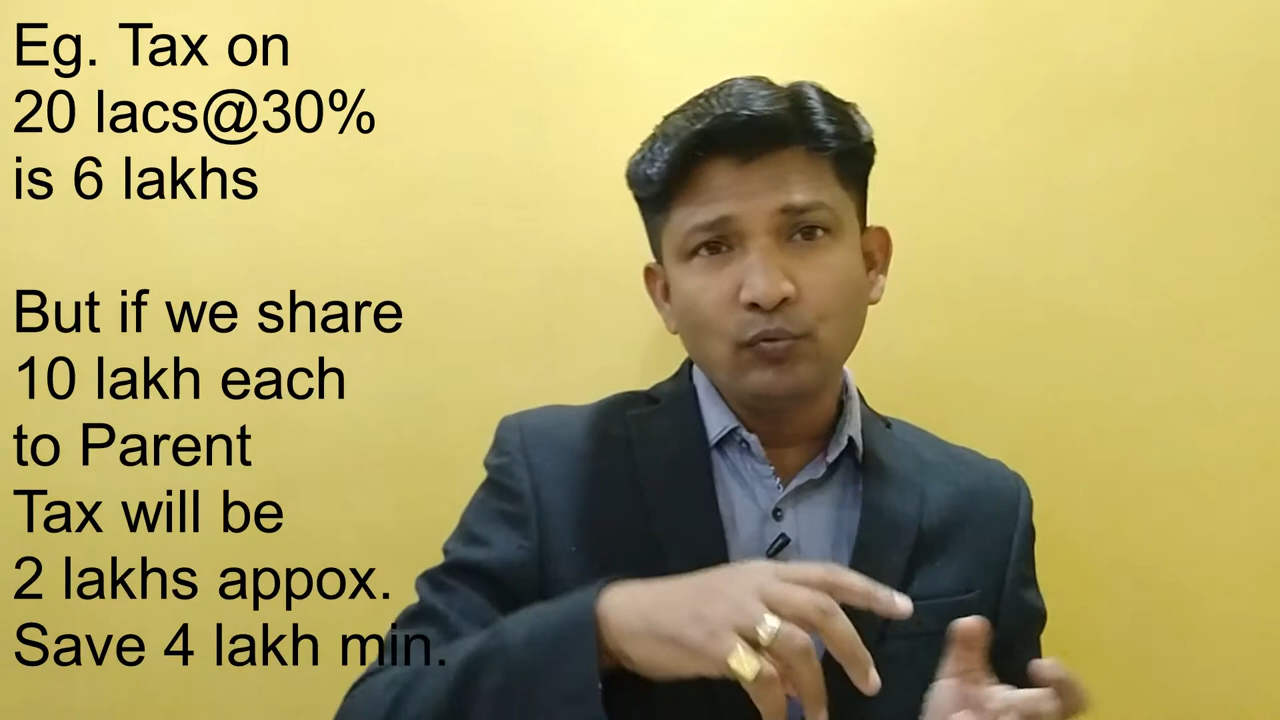 Eg. Tax on
20 lacs@30%
is 6 lakhs
But if we share
10 lakh each
to Parent
Tax will be
2 lakhs appox.
Save 4 lakh min.